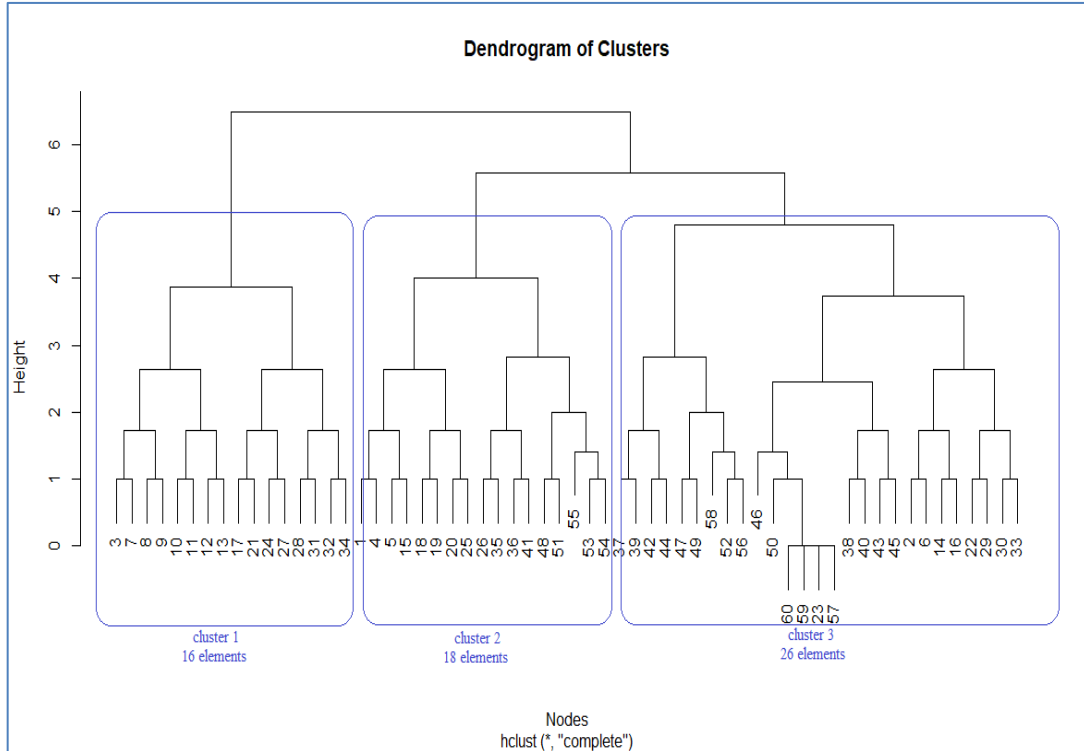 Dendrogram of Clusters
Height
6
5
4
3
2
1
0
3 7 8 9 10 11 12 13 17 21 24 27 28 31 32 34 1 4 5 15 18 19 20 25 26 35 36 41 48 51 55 53 54 37 39 42 44 47 49 58 52 56 46 50 60 59 23 57 38 40 43 45 2 6 14 16 22 29 30 33
cluster 1
16 elements
cluster 2
18 elements
cluster 3
26 elements
Nodes
hclust (*, "complete")